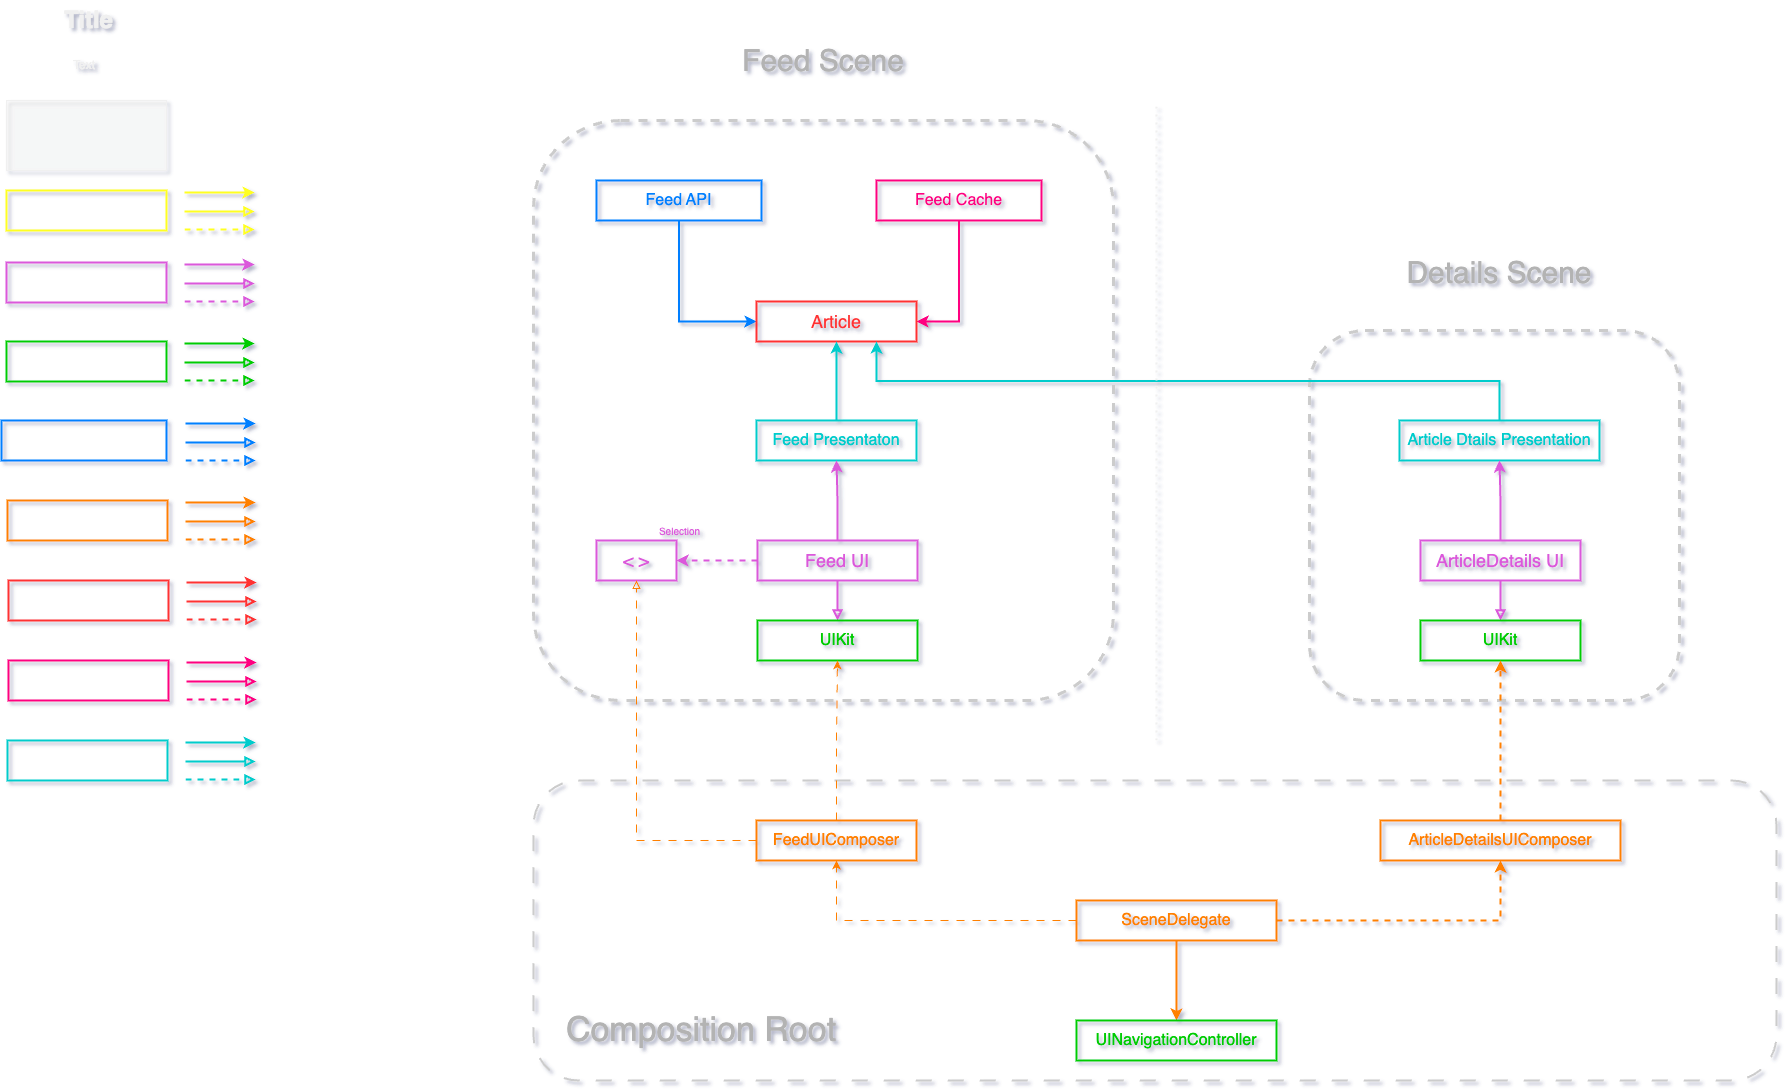 Title
Text
Feed Scene
Feed API
Feed Cache
Details Scene
Article
Feed Presentaton
Article Dtails Presentation
Selection
<>
Feed UI
ArticleDetails UI
UIKit
UIKit
FeedUIComposer
ArticleDetailsUIComposer
SceneDelegate
Composition Root
UINavigationController